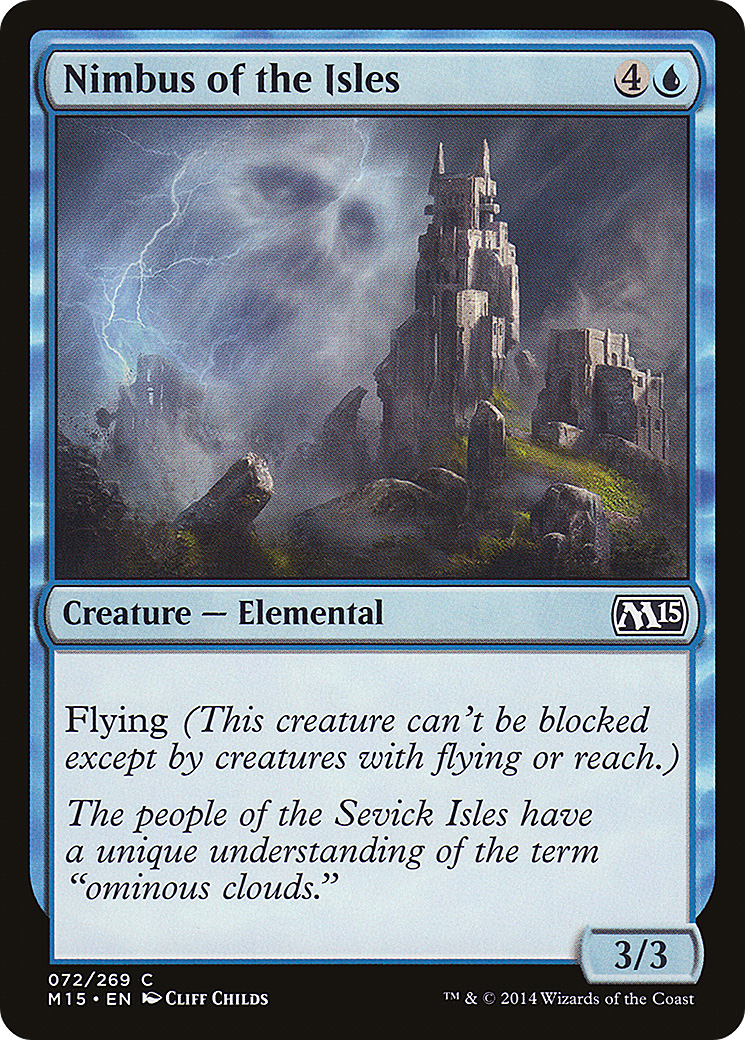 Nimbus of the Isles
4
Creature — Elemental
M15
Flying (This creature can't be blocked
except by creatures with flying or reach.)
The people of the Sevick Isles have
a unique understanding of the term
“ominous clouds.”
3/3
072/269 C
M15 • EN Cliff Childs
™ & © 2014 Wizards of the Coast